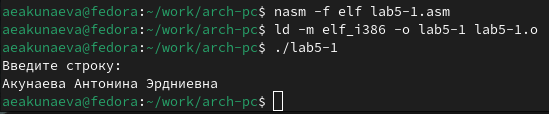 aeakunaeva@fedora:~/work/arch-pc$ nasm -f elf lab5-1.asm
aeakunaeva@fedora:~/work/arch-pc$ ld -m elf_i386 -o lab5-1 lab5-1.o
aeakunaeva@fedora:~/work/arch-pc$ ./lab5-1
Введите строку:
Акунаева Антонина Эрдниевна
aeakunaeva@fedora:~/work/arch-pc$